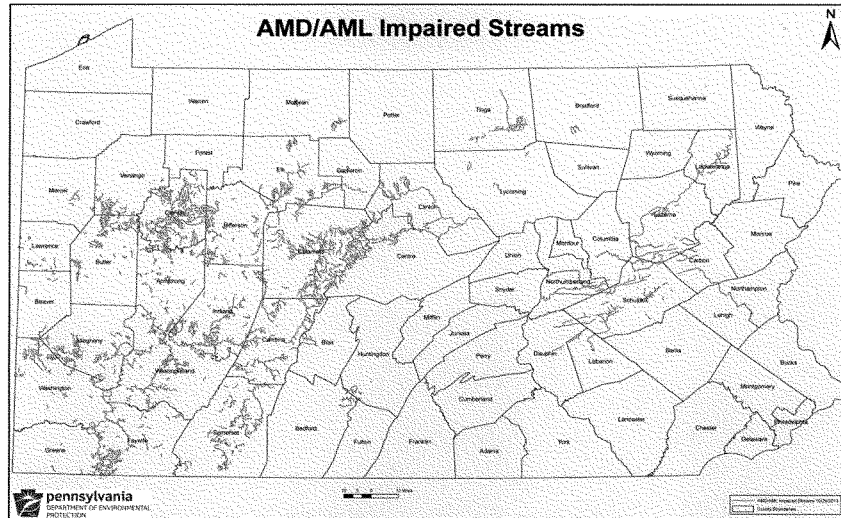 AMD/AML Impaired Streams
N
Erie
Crawford
Warren
McKean
Potter
Tioga
Bradford
Susquehanna
Wayne
Forest
Elk
Cameron
Wyoming
Lackawanna
Sullivan
Pike
Mercer
Venango
Clarion
Jefferson
Clinton
Lycoming
Luzerne
Monroe
Lawrence
Butler
Clearfield
Centre
Union
Montour
Columbia
Carbon
Armstrong
Snyder
Northumberland
Northampton
Beaver
Indiana
Mifflin
Schuylkill
Lehigh
Allegheny
Cambria
Blair
Huntingdon
Juniata
Perry
Dauphin
Lebanon
Berks
Bucks
Washington
Westmoreland
Cumberland
Montgomery
Lancaster
Philadelphia
Greene
Fayette
Somerset
Bedford
Fulton
Franklin
Adams
York
Chester
Delaware
pennsylvania
DEPARTMENT OF ENVIRONMENTAL
PROTECTION
AMD/AML Impaired Streams
County Boundaries